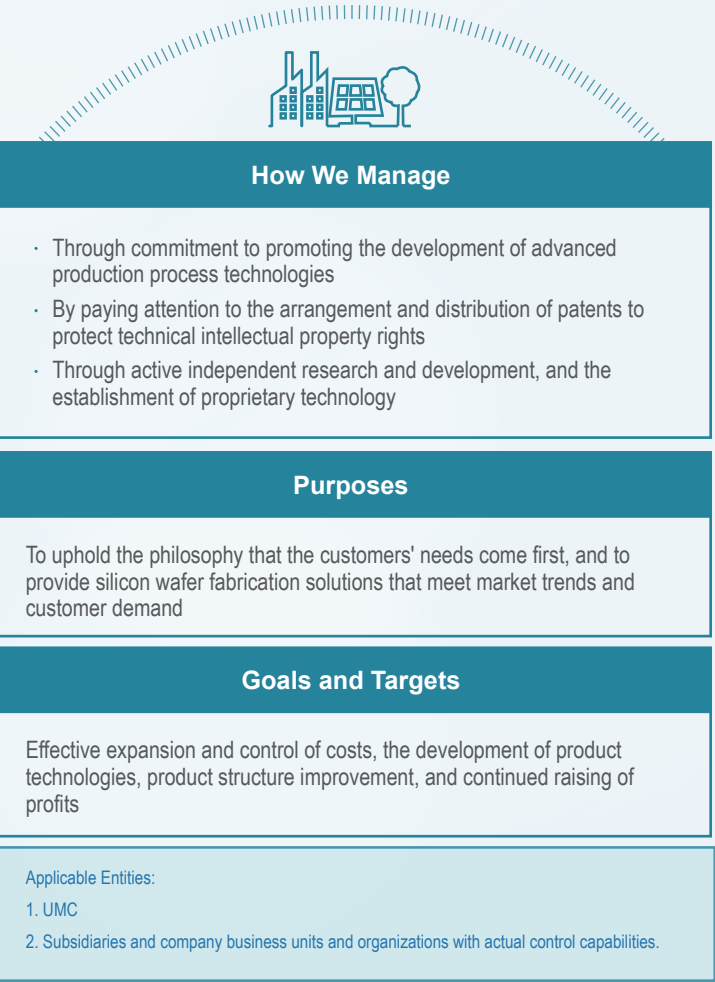 How We Manage
· Through commitment to promoting the development of advanced
production process technologies
· By paying attention to the arrangement and distribution of patents to
protect technical intellectual property rights
· Through active independent research and development, and the
establishment of proprietary technology
Purposes
To uphold the philosophy that the customers' needs come first, and to
provide silicon wafer fabrication solutions that meet market trends and
customer demand
Goals and Targets
Effective expansion and control of costs, the development of product
technologies, product structure improvement, and continued raising of
profits
Applicable Entities:
1. UMC
2. Subsidiaries and company business units and organizations with actual control capabilities.